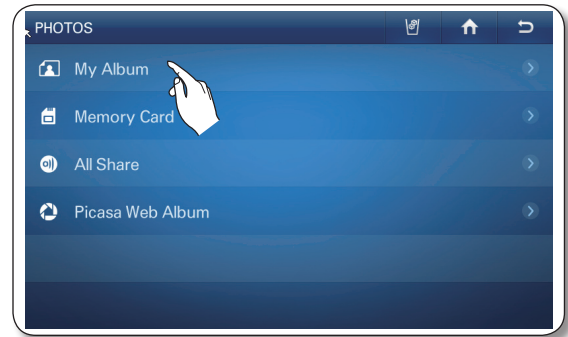 PHOTOS
My Album
Memory Card
All Share
Picasa Web Album